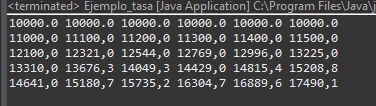 <terminated> Ejemplo_tasa [Java Application] C:\Program Files\Java\j
10000.0 10000.0 10000.0 10000.0 10000.0 10000.0
11000,0 11100,0 11200,0 11300,0 11400,0 11500,0
12100,0 12321,0 12544,0 12769,0 12996,0 13225,0
13310,0 13676,3 14049,3 14429,0 14815,4 15208,8
14641,0 15180,7 15735,2 16304,7 16889,6 17490,1